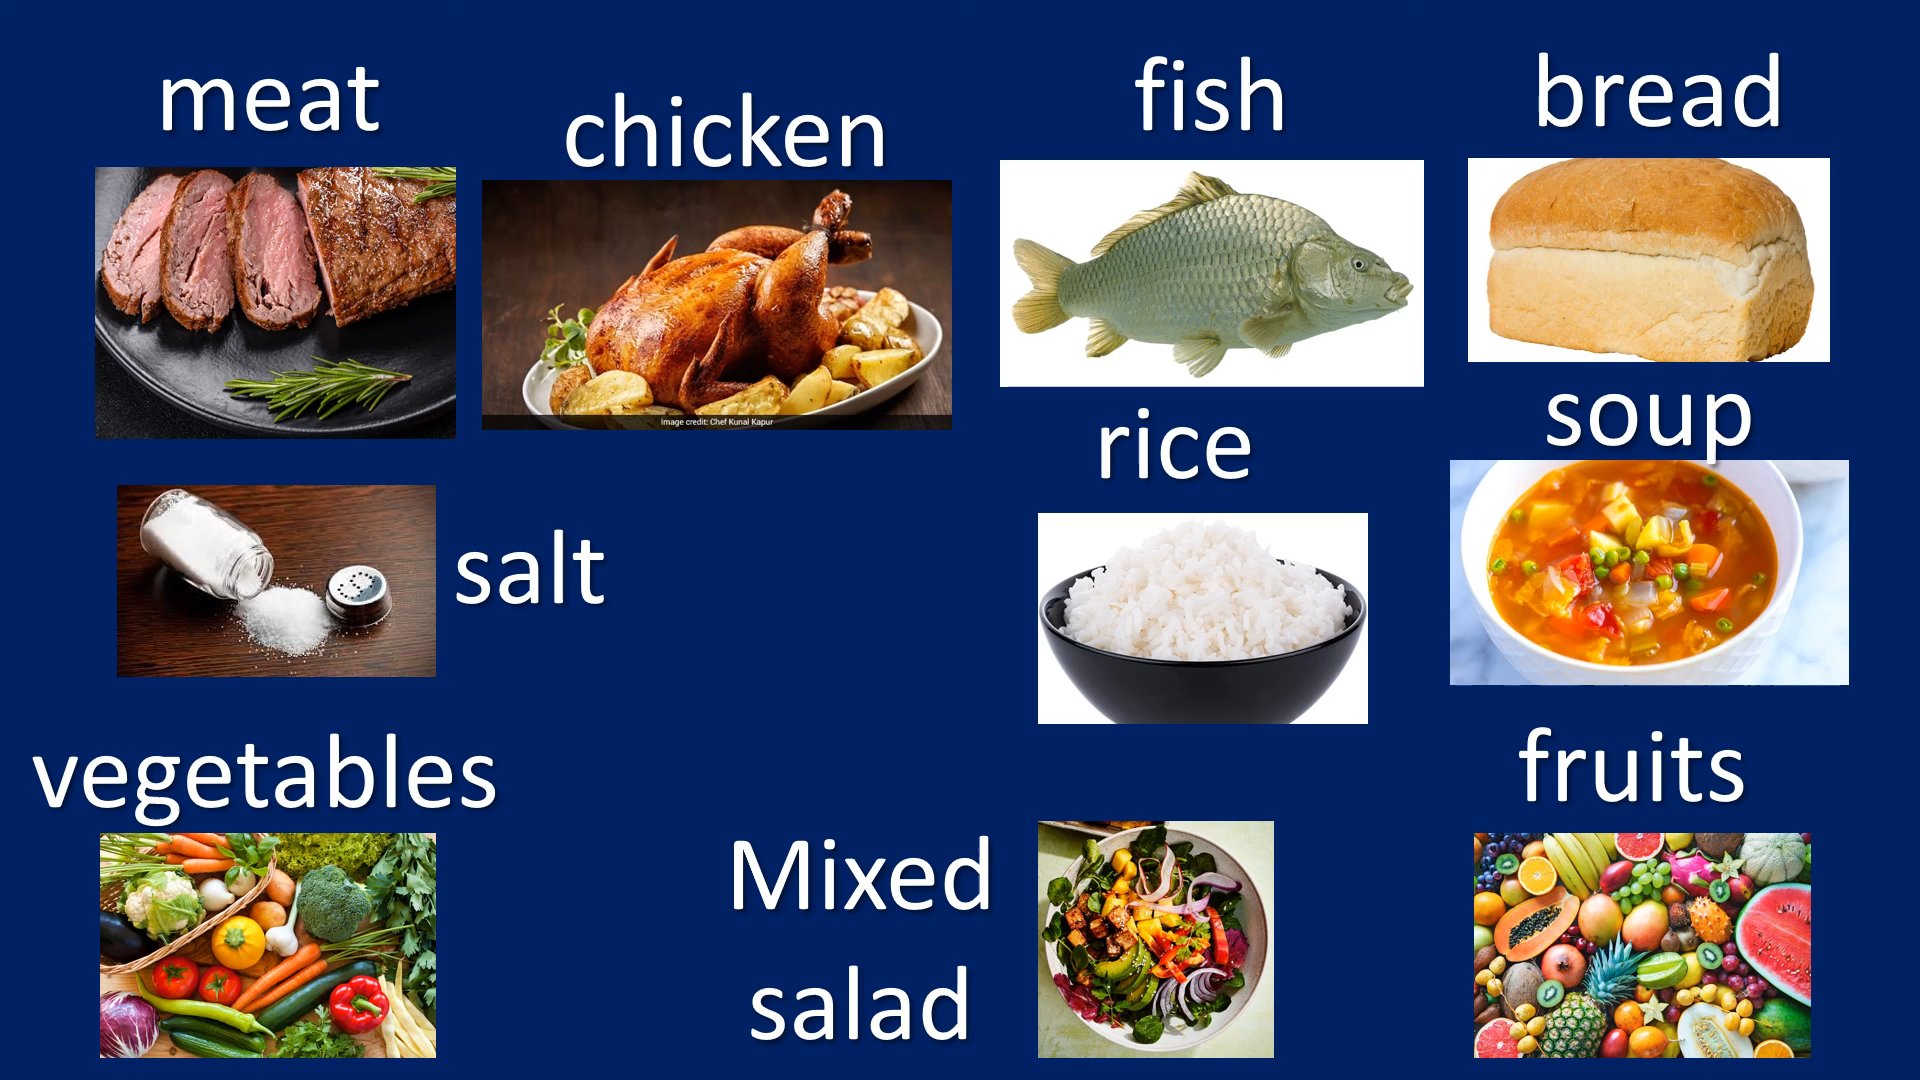 meat
chicken
fish
bread
Image credit: Chef Kunal Kapur
rice
soup
salt
vegetables
fruits
Mixed
salad